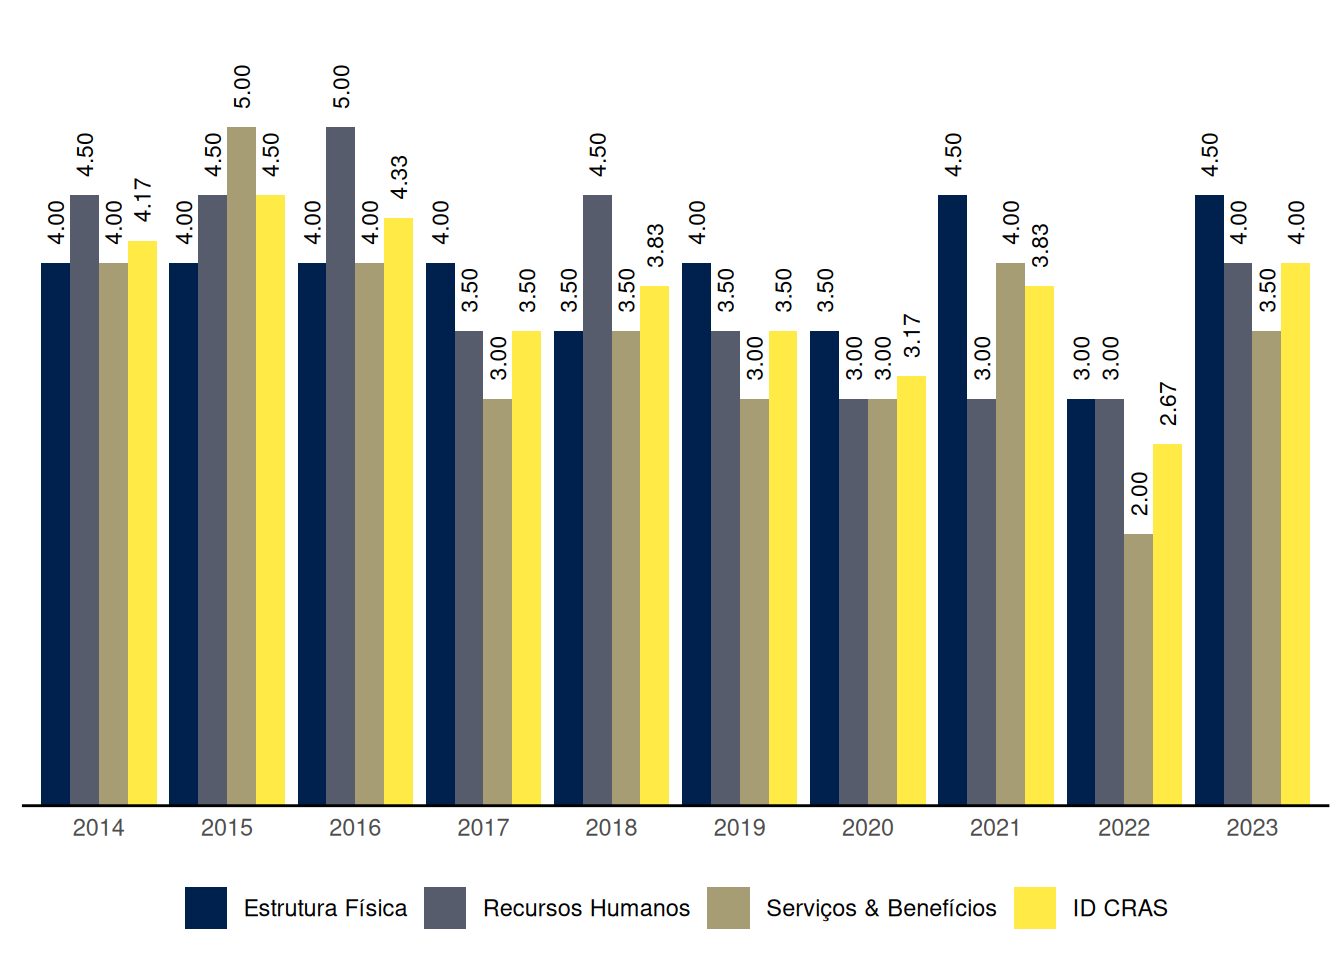 4.00 4.50 4.00 4.17
4.00 4.50 5.00 4.50
4.00 5.00 4.00 4.33
4.00 3.50 3.00 3.50
3.50 4.50 3.50 3.83
4.00 3.50 3.00 3.50
3.50 3.00 3.00 3.17
4.50 3.00 4.00 3.83
3.00 3.00 2.00 2.67
4.50 4.00 3.50 4.00
2014 2015 2016 2017 2018 2019 2020 2021 2022 2023
Estrutura Física Recursos Humanos Serviços & Benefícios ID CRAS